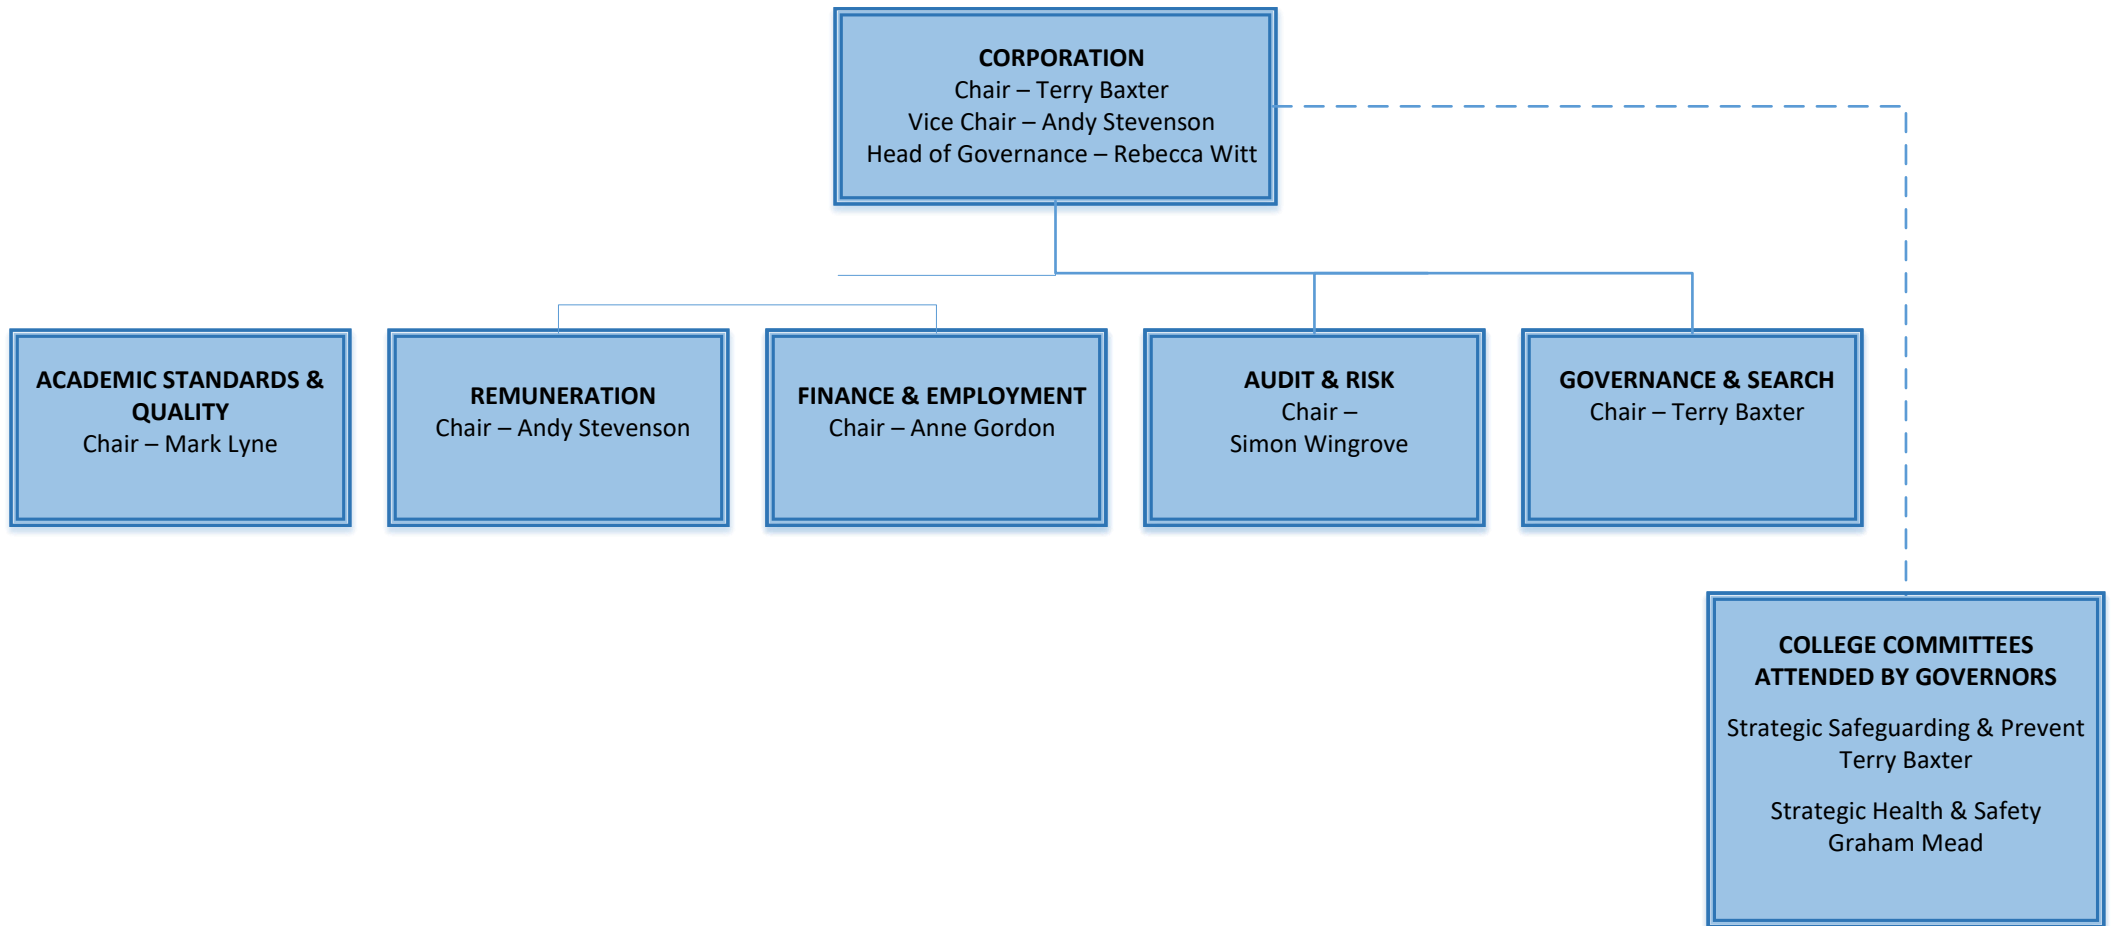 CORPORATION
Chair – Terry Baxter
Vice Chair – Andy Stevenson
Head of Governance – Rebecca Witt
ACADEMIC STANDARDS &
QUALITY
Chair – Mark Lyne
REMUNERATION
Chair – Andy Stevenson
FINANCE & EMPLOYMENT
Chair – Anne Gordon
AUDIT & RISK
Chair –
Simon Wingrove
GOVERNANCE & SEARCH
Chair – Terry Baxter
COLLEGE COMMITTEES
ATTENDED BY GOVERNORS
Strategic Safeguarding & Prevent
Terry Baxter
Strategic Health & Safety
Graham Mead